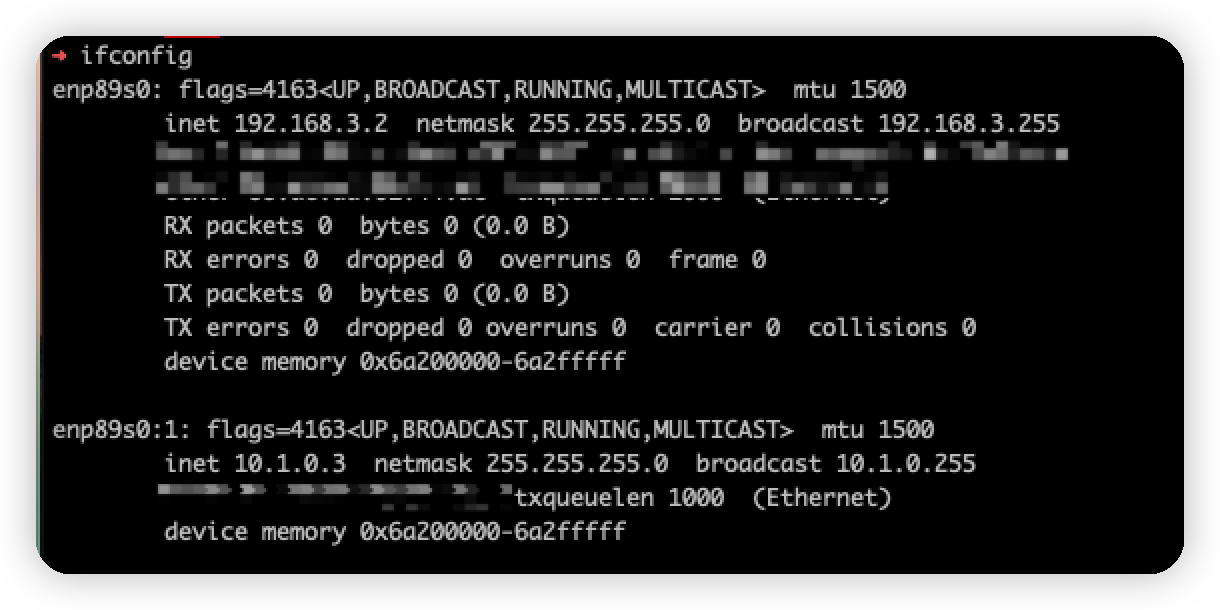 ➜ ifconfig
enp89s0: flags=4163<UP,BROADCAST,RUNNING,MULTICAST>  mtu 1500
        inet 192.168.3.2  netmask 255.255.255.0  broadcast 192.168.3.255
        RX packets 0  bytes 0 (0.0 B)
        RX errors 0  dropped 0  overruns 0  frame 0
        TX packets 0  bytes 0 (0.0 B)
        TX errors 0  dropped 0 overruns 0  carrier 0  collisions 0
        device memory 0x6a200000-6a2fffff
enp89s0:1: flags=4163<UP,BROADCAST,RUNNING,MULTICAST>  mtu 1500
        inet 10.1.0.3  netmask 255.255.255.0  broadcast 10.1.0.255
        txqueuelen 1000  (Ethernet)
        device memory 0x6a200000-6a2fffff